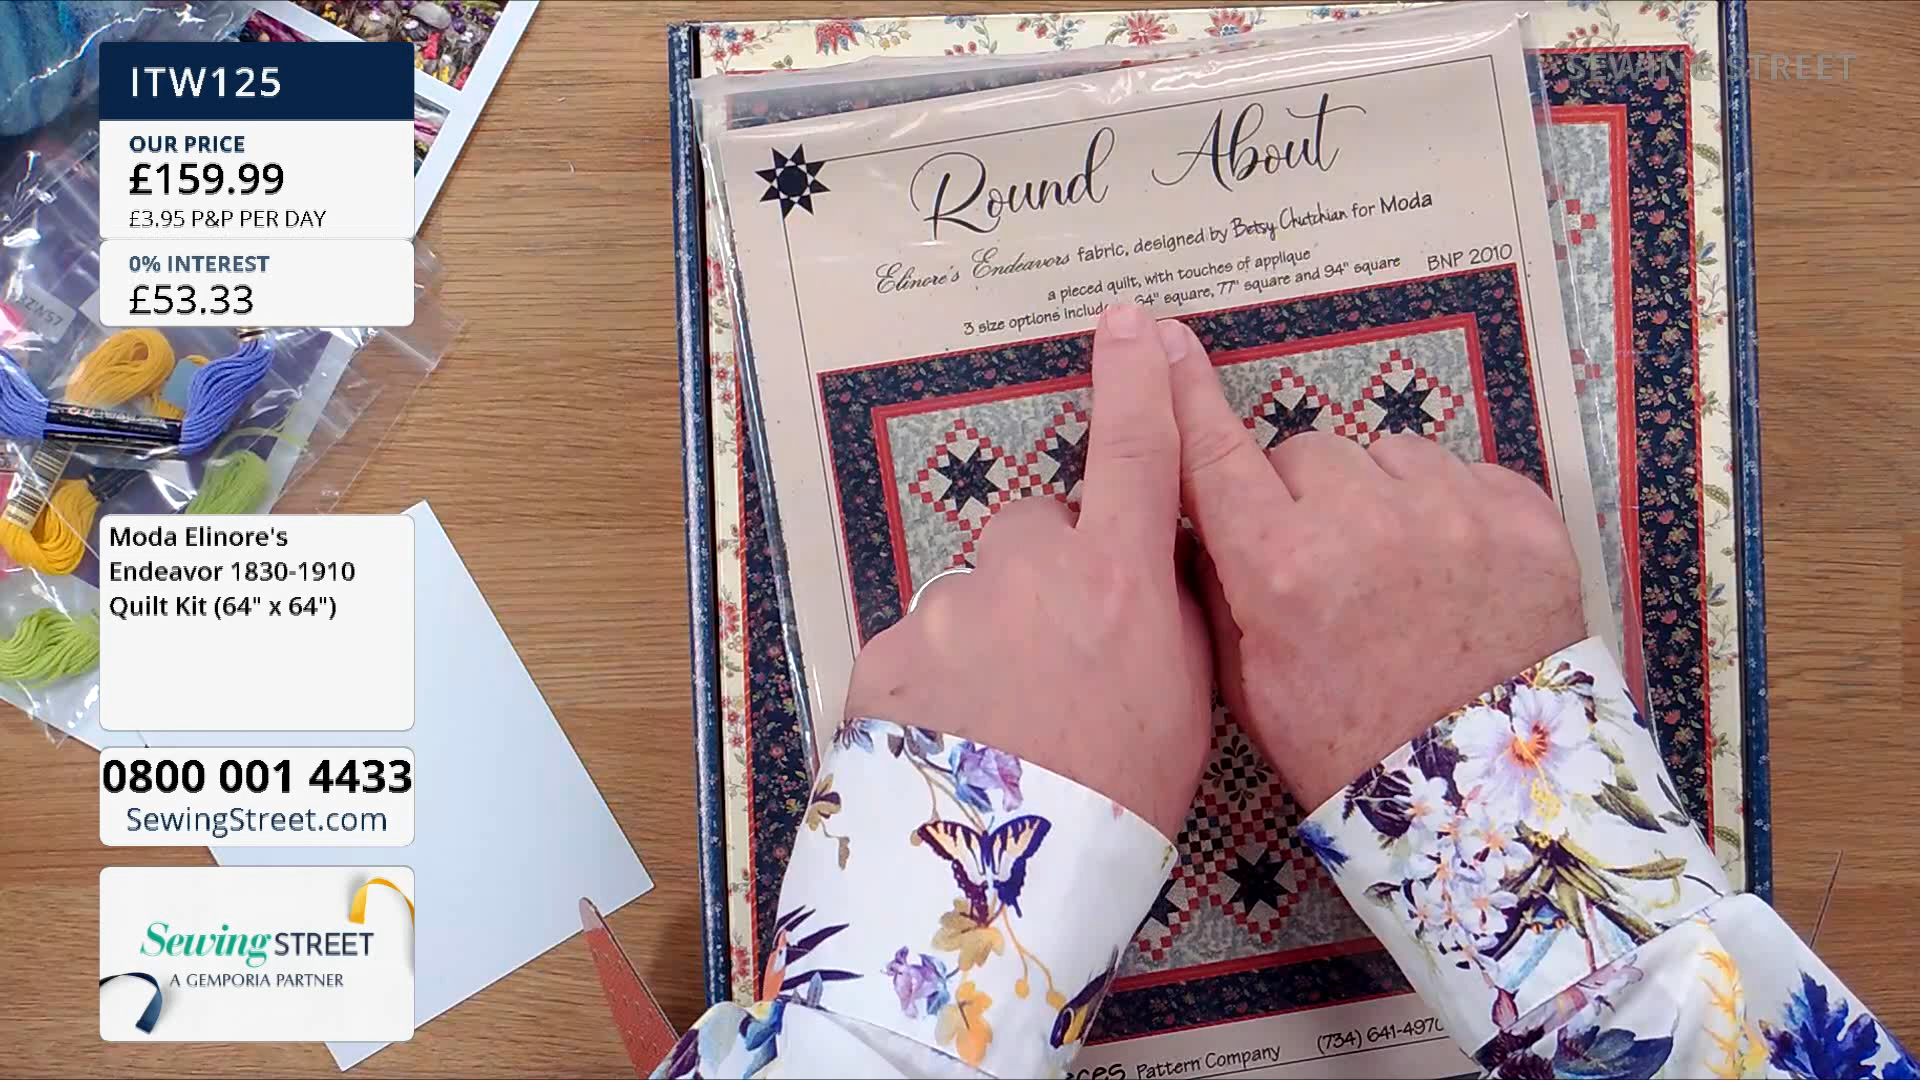 ITW125
OUR PRICE
£159.99
£3.95 P&P PER DAY
0% INTEREST
£53.33
Moda Elinore's
Endeavor 1830-1910
Quilt Kit (64" x 64")
0800 001 4433
SewingStreet.com
Sewing STREET
A GEMPORIA PARTNER
SEWING STREET
Round About
Elinore's Endeavors fabric, designed by Betsy Chutchian for Moda
a pieced quilt, with touches of applique
3 size options 64" square, 77" square and 94" square
BNP 2010
Pattern Company (734) 641-497